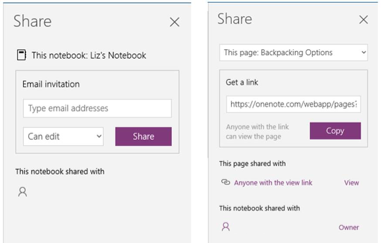 Share
This notebook: Liz's Notebook
Email invitation
Type email addresses
Can edit
Share
This notebook shared with
Share
This page: Backpacking Options
Get a link
https://onenote.com/webapp/pages?
Anyone with the link
can view the page
Copy
This page shared with
Anyone with the view link
View
This notebook shared with
Owner